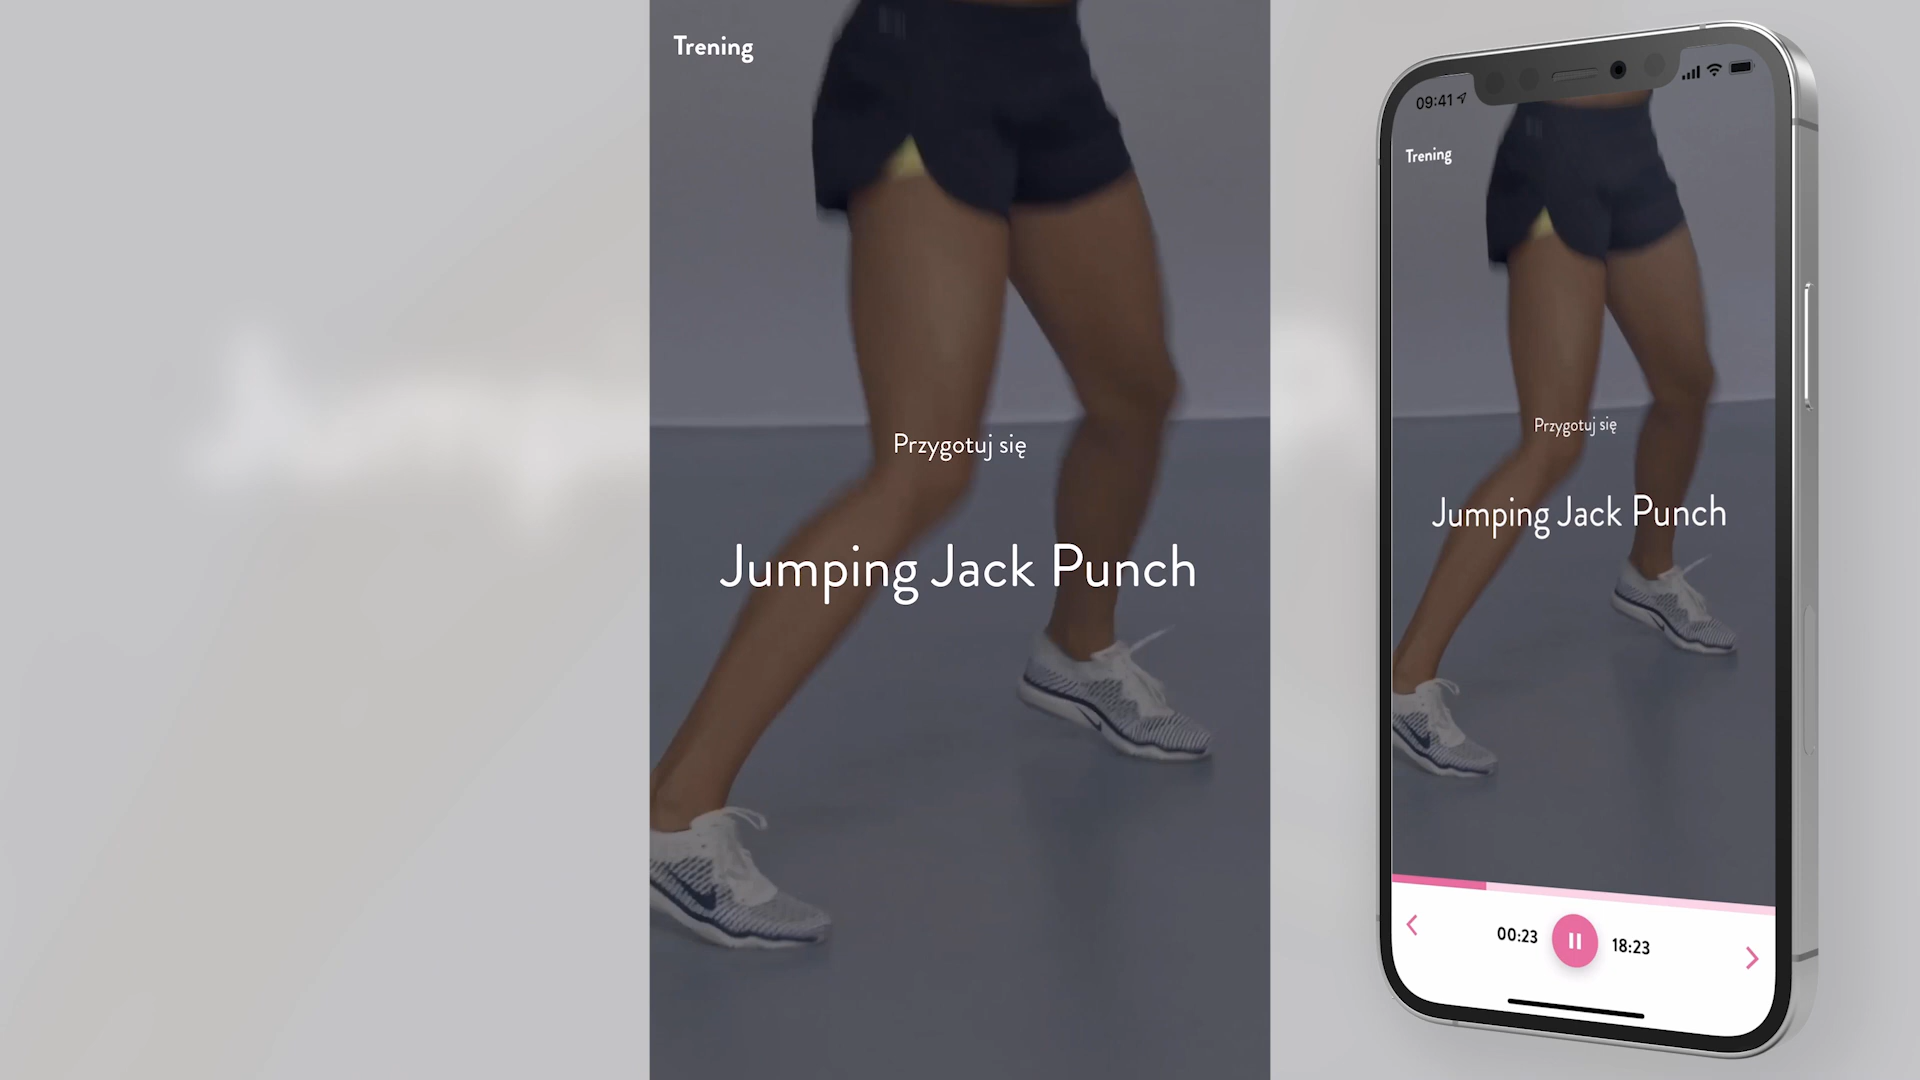 Trening
Przygotuj się
Jumping Jack Punch
09:41
Trening
Przygotuj się
Jumping Jack Punch
00:23
18:23